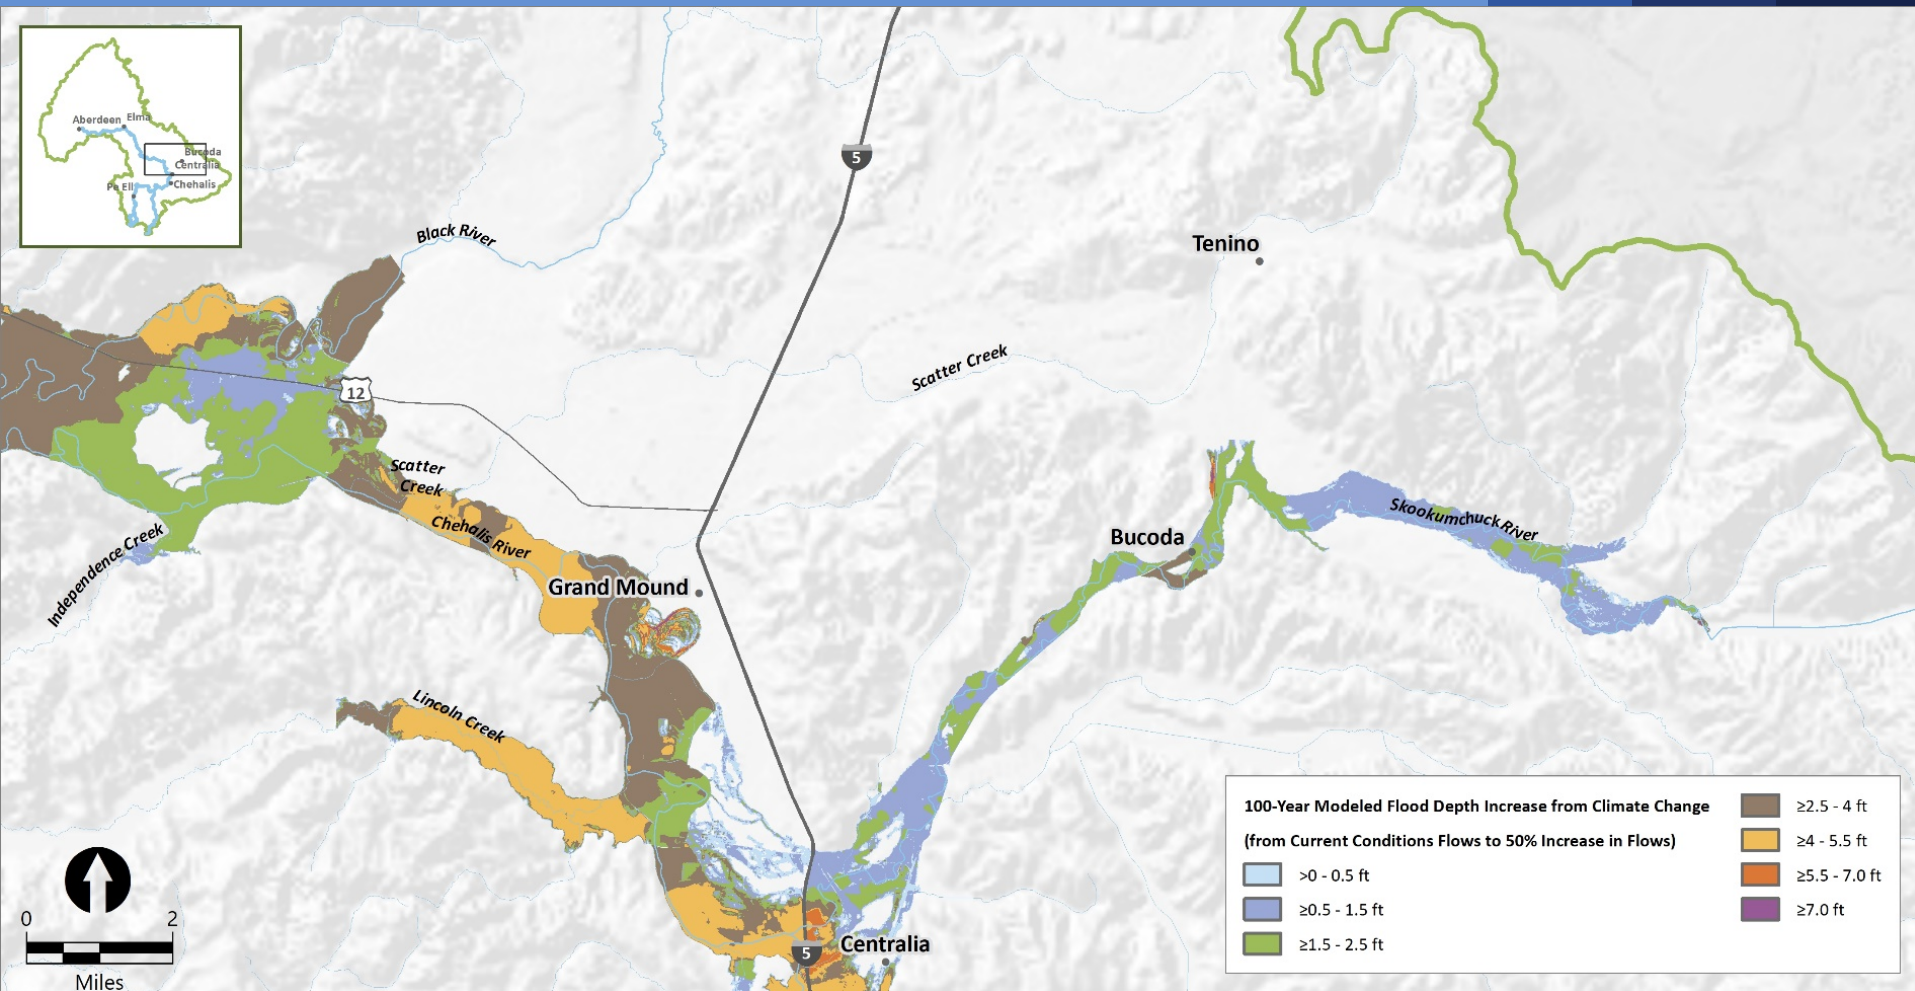 Aberdeen
Elma
Bucoda
Centralia
Pe Ell
Chehalis
5
Black River
Tenino
12
Scatter Creek
Scatter
Creek
Chehalis River
Independence Creek
Skookumchuck River
Bucoda
Grand Mound
Lincoln Creek
0
2
Miles
5
Centralia
100-Year Modeled Flood Depth Increase from Climate Change
(from Current Conditions Flows to 50% Increase in Flows)
>0 - 0.5 ft
≥0.5 - 1.5 ft
≥1.5 - 2.5 ft
≥2.5 - 4 ft
≥4 - 5.5 ft
≥5.5 - 7.0 ft
≥7.0 ft